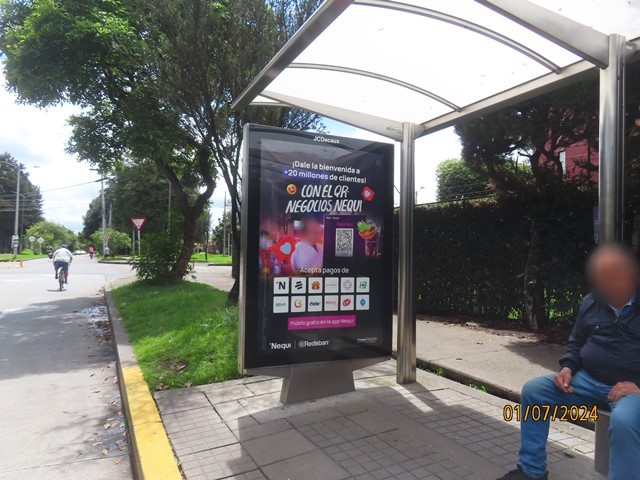 JCDecaux
¡Dale la bienvenida a
+20 millones de clientes!
CON EL QR
NEGOCIOS NEQUI
Acepta pagos de
Pídelo gratis en la app Nequi
Nequi Redeban
01/07/2024